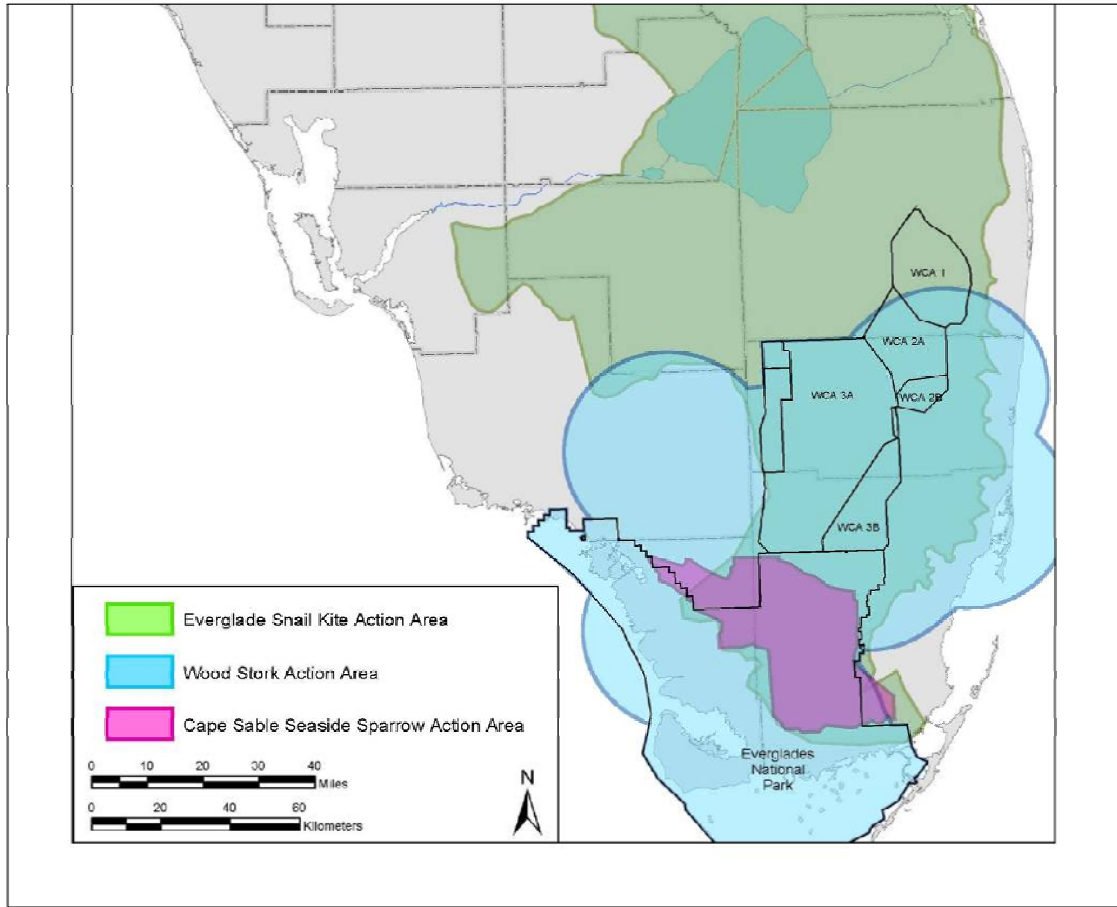 WCA 1
WCA 2A
WCA 2B
WCA 3A
WCA 3B
Everglades
National
Park
Everglade Snail Kite Action Area
Wood Stork Action Area
Cape Sable Seaside Sparrow Action Area
0 10 20 30 40
Miles
0 20 40 60
Kilometers
N